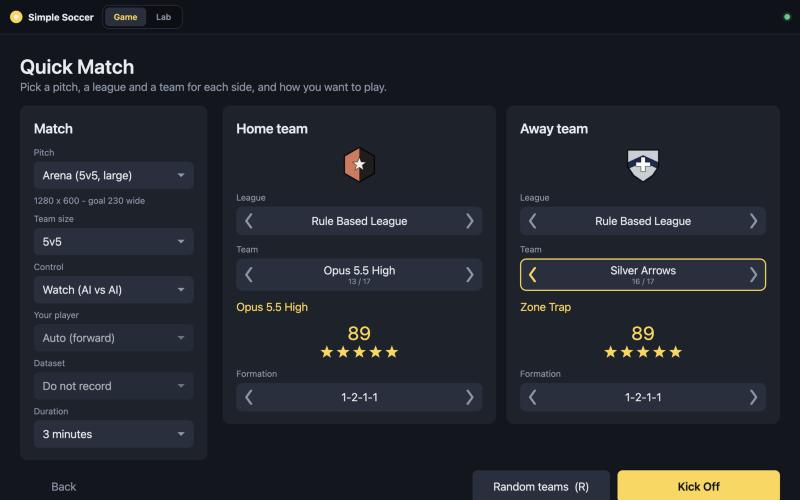 Simple Soccer
Game
Lab
Quick Match
Pick a pitch, a league and a team for each side, and how you want to play.
Match
Pitch
Arena (5v5, large)
1280 x 600 - goal 230 wide
Team size
5v5
Control
Watch (AI vs AI)
Your player
Auto (forward)
Dataset
Do not record
Duration
3 minutes
Home team
League
Rule Based League
Team
Opus 5.5 High
13 / 17
Opus 5.5 High
89
Formation
1-2-1-1
Away team
League
Rule Based League
Team
Silver Arrows
16 / 17
Zone Trap
89
Formation
1-2-1-1
Back
Random teams (R)
Kick Off